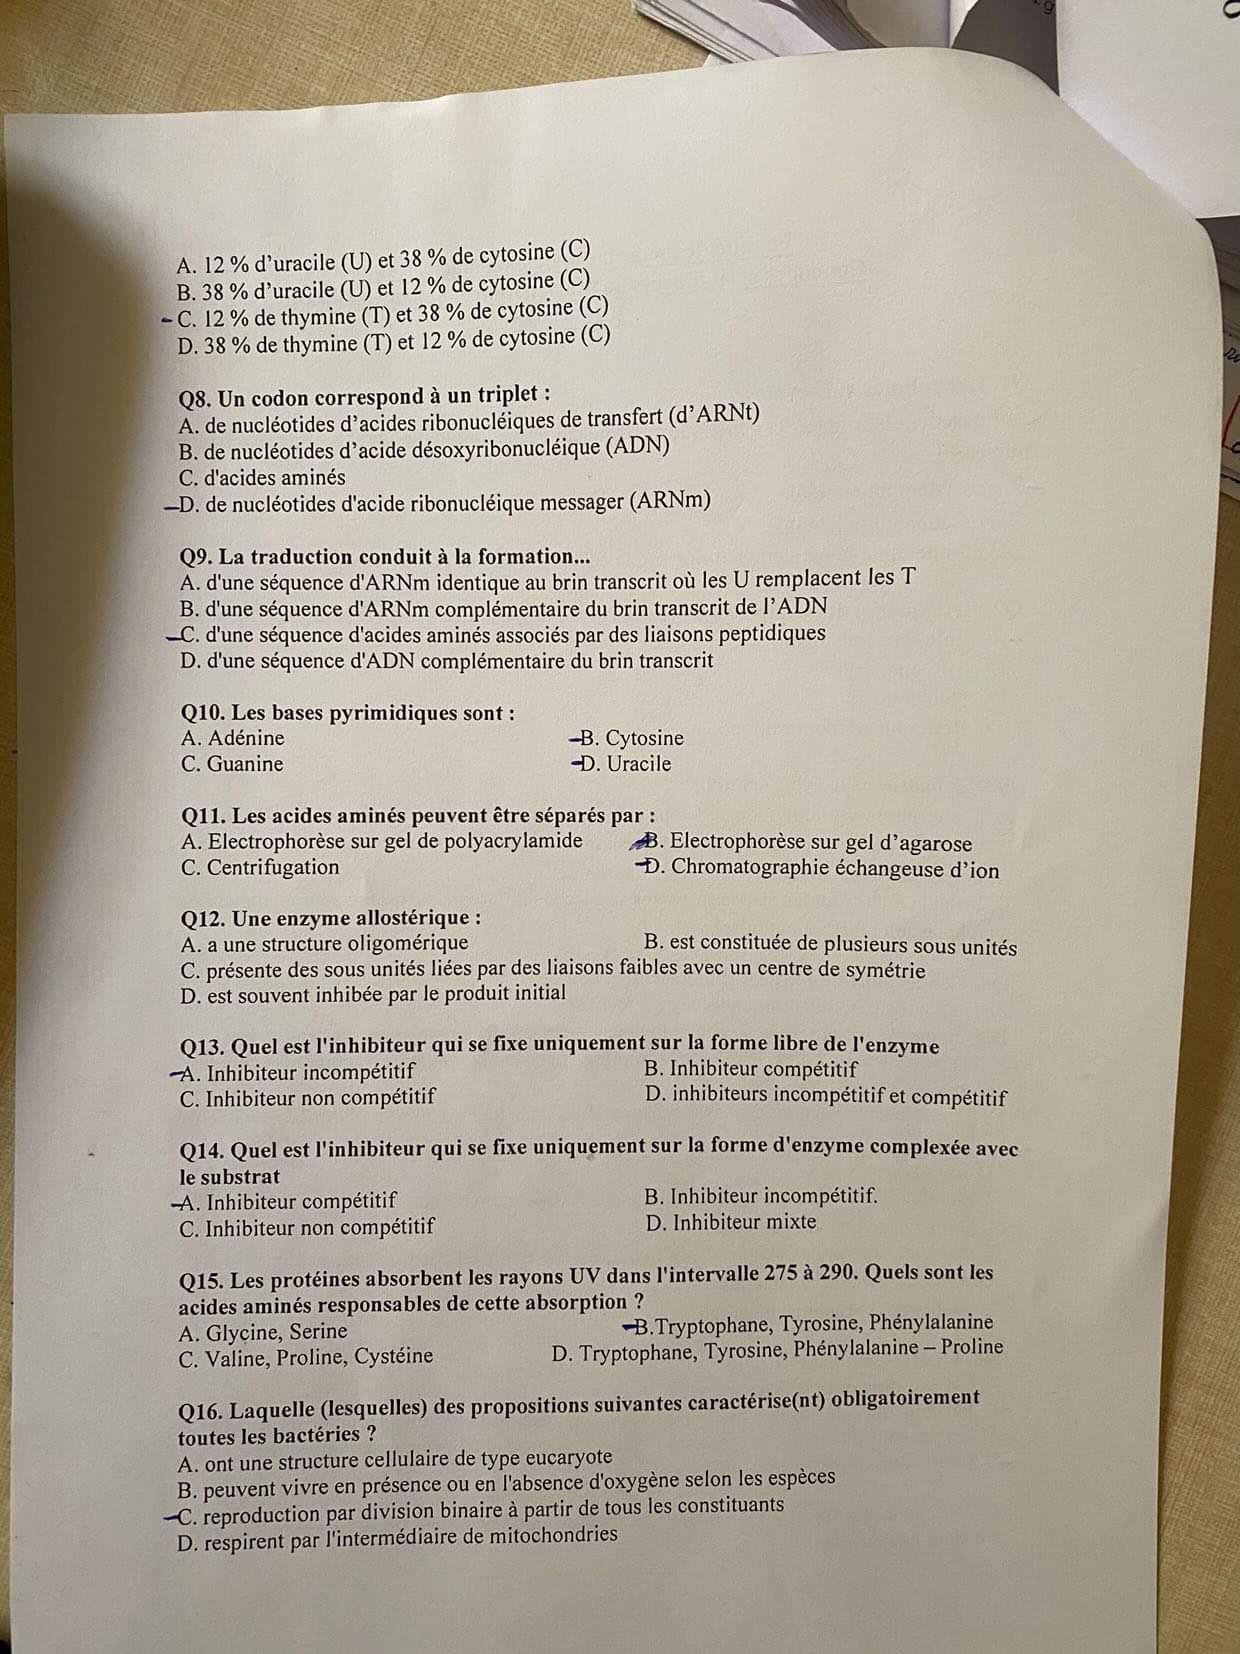 A. 12 % d’uracile (U) et 38 % de cytosine (C)
B. 38 % d’uracile (U) et 12 % de cytosine (C)
C. 12 % de thymine (T) et 38 % de cytosine (C)
D. 38 % de thymine (T) et 12 % de cytosine (C)
Q8. Un codon correspond à un triplet :
A. de nucléotides d’acides ribonucléiques de transfert (d’ARNt)
B. de nucléotides d’acide désoxyribonucléique (ADN)
C. d'acides aminés
D. de nucléotides d'acide ribonucléique messager (ARNm)
Q9. La traduction conduit à la formation...
A. d'une séquence d'ARNm identique au brin transcrit où les U remplacent les T
B. d'une séquence d'ARNm complémentaire du brin transcrit de l’ADN
C. d'une séquence d'acides aminés associés par des liaisons peptidiques
D. d'une séquence d'ADN complémentaire du brin transcrit
Q10. Les bases pyrimidiques sont :
A. Adénine B. Cytosine
C. Guanine D. Uracile
Q11. Les acides aminés peuvent être séparés par :
A. Electrophorèse sur gel de polyacrylamide B. Electrophorèse sur gel d’agarose
C. Centrifugation D. Chromatographie échangeuse d’ion
Q12. Une enzyme allostérique :
A. a une structure oligomérique B. est constituée de plusieurs sous unités
C. présente des sous unités liées par des liaisons faibles avec un centre de symétrie
D. est souvent inhibée par le produit initial
Q13. Quel est l'inhibiteur qui se fixe uniquement sur la forme libre de l'enzyme
A. Inhibiteur incompétitif B. Inhibiteur compétitif
C. Inhibiteur non compétitif D. inhibiteurs incompétitif et compétitif
Q14. Quel est l'inhibiteur qui se fixe uniquement sur la forme d'enzyme complexée avec
le substrat
A. Inhibiteur compétitif B. Inhibiteur incompétitif.
C. Inhibiteur non compétitif D. Inhibiteur mixte
Q15. Les protéines absorbent les rayons UV dans l'intervalle 275 à 290. Quels sont les
acides aminés responsables de cette absorption ?
A. Glycine, Serine B.Tryptophane, Tyrosine, Phénylalanine
C. Valine, Proline, Cystéine D. Tryptophane, Tyrosine, Phénylalanine – Proline
Q16. Laquelle (lesquelles) des propositions suivantes caractérise(nt) obligatoirement
toutes les bactéries ?
A. ont une structure cellulaire de type eucaryote
B. peuvent vivre en présence ou en l'absence d'oxygène selon les espèces
C. reproduction par division binaire à partir de tous les constituants
D. respirent par l'intermédiaire de mitochondries